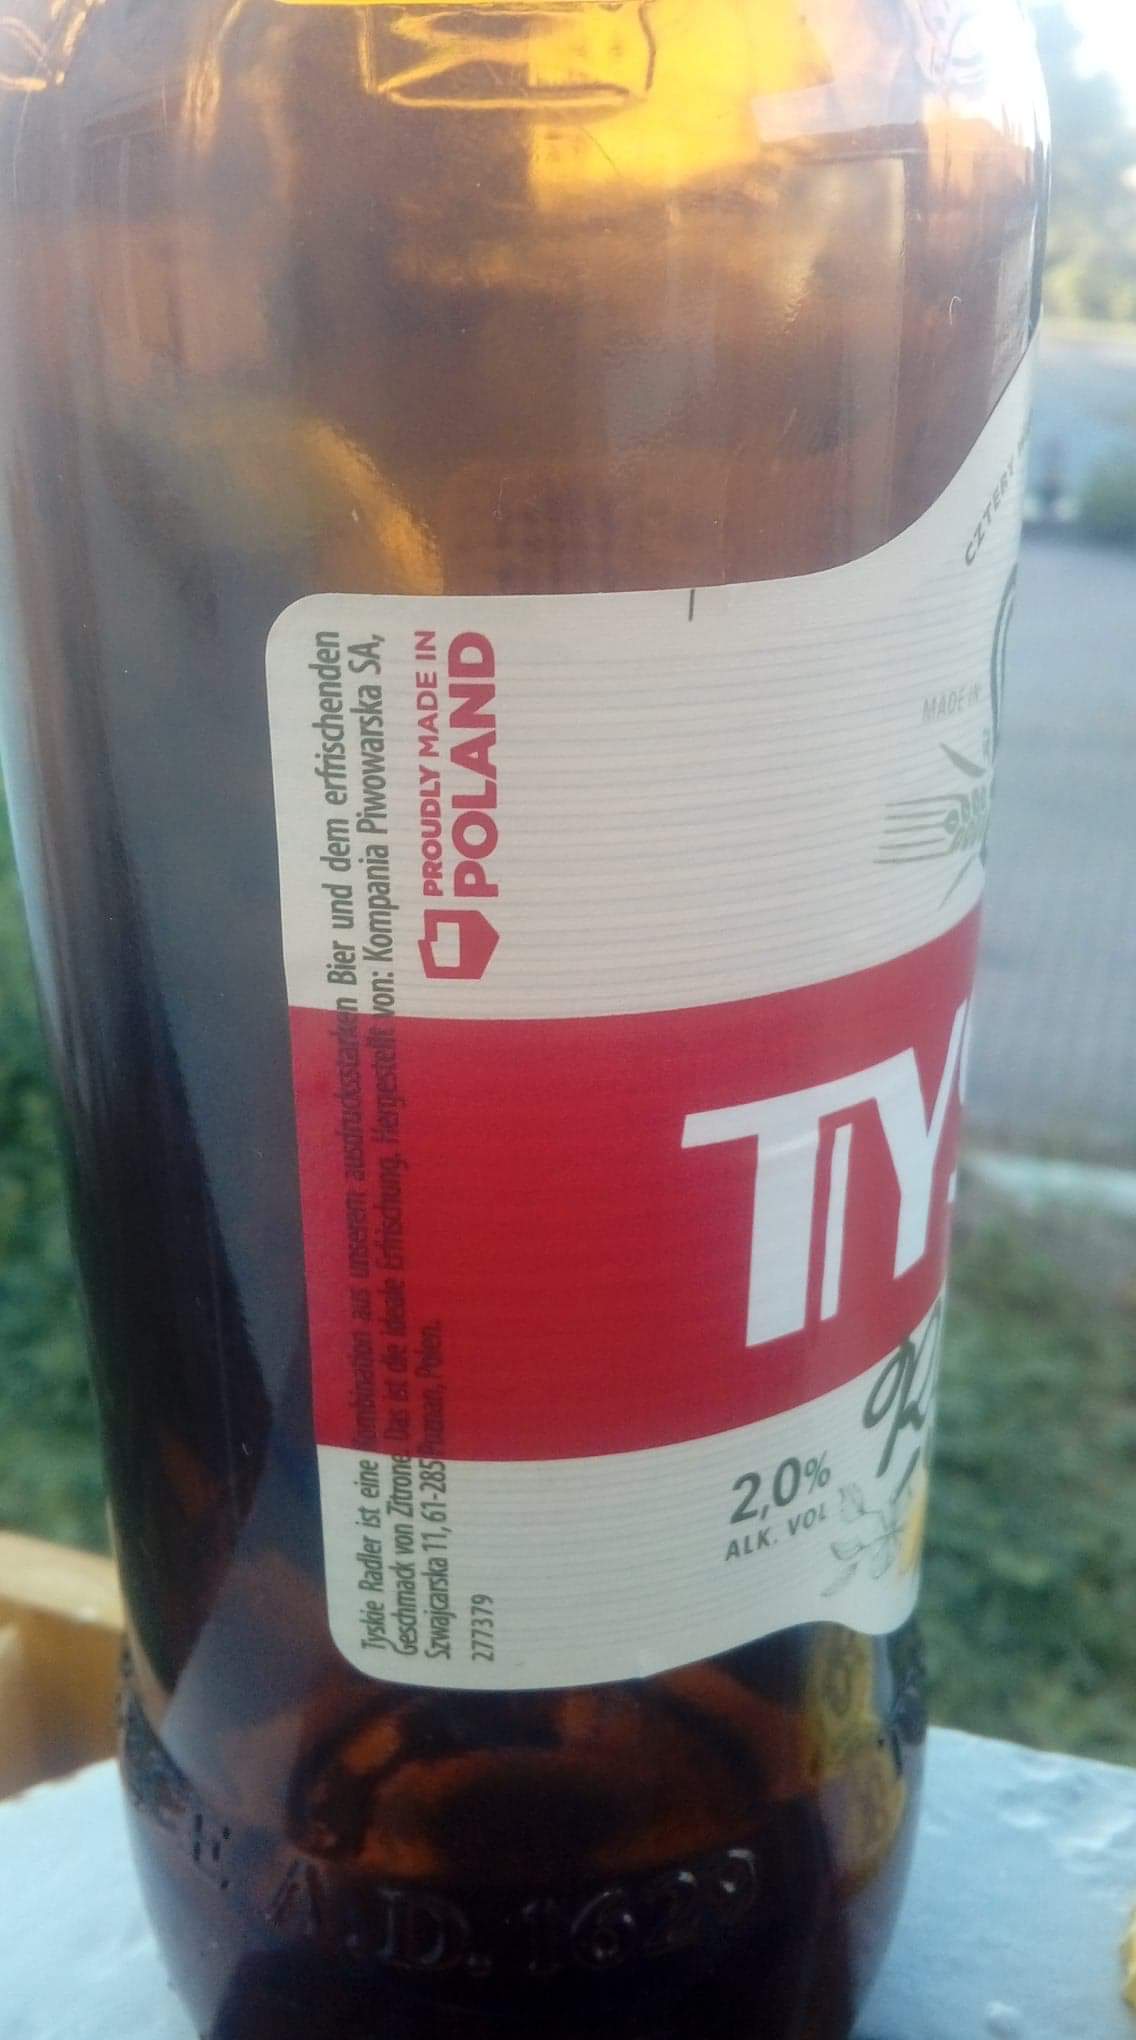 Tyskie Radler ist eine Kombination aus unserem ausdrucksstarken Bier und dem erfrischenden
Geschmack von Zitrone. Das ist die ideale Erfrischung. Hergestellt von: Kompania Piwowarska SA,
Szwajcarska 11, 61-285 Poznan, Polen.
277379
PROUDLY MADE IN
POLAND
MADE IN
2,0%
ALK. VOL
A.D. 1629